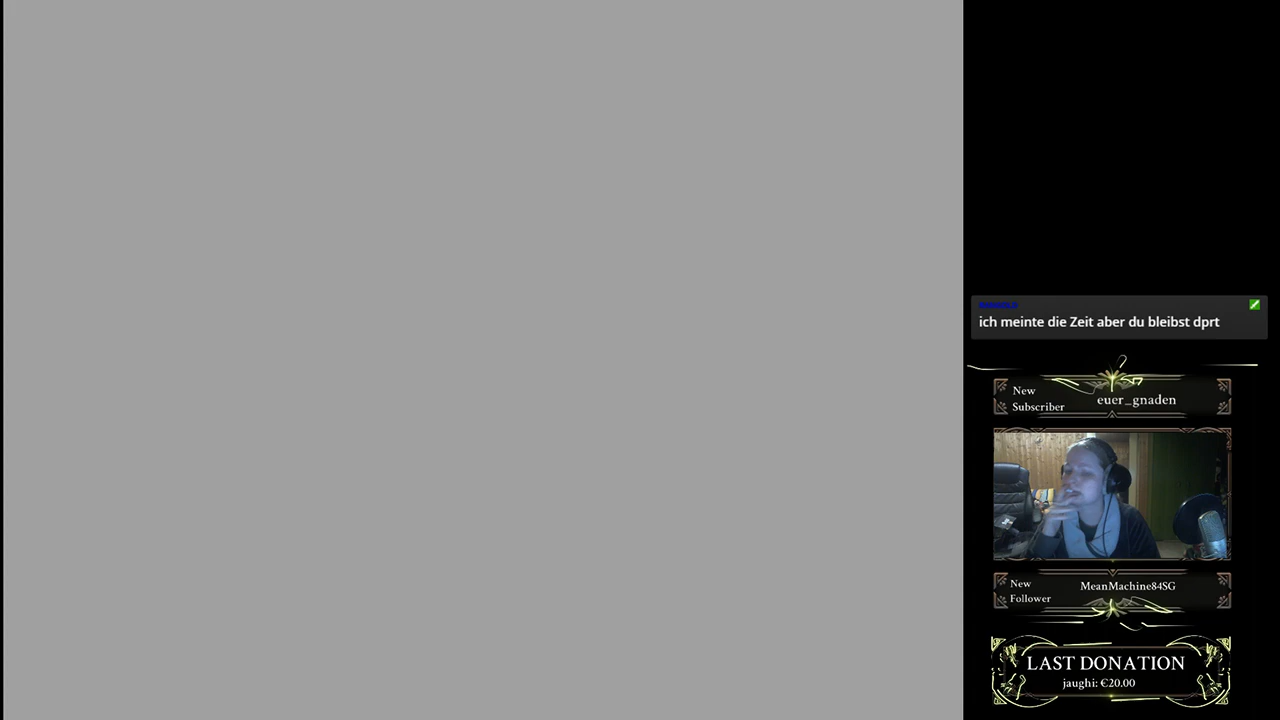 ich meinte die Zeit aber du bleibst dprt
New
Subscriber
euer_gnaden
New
Follower
MeanMachine84SG
LAST DONATION
jaughi: €20.00